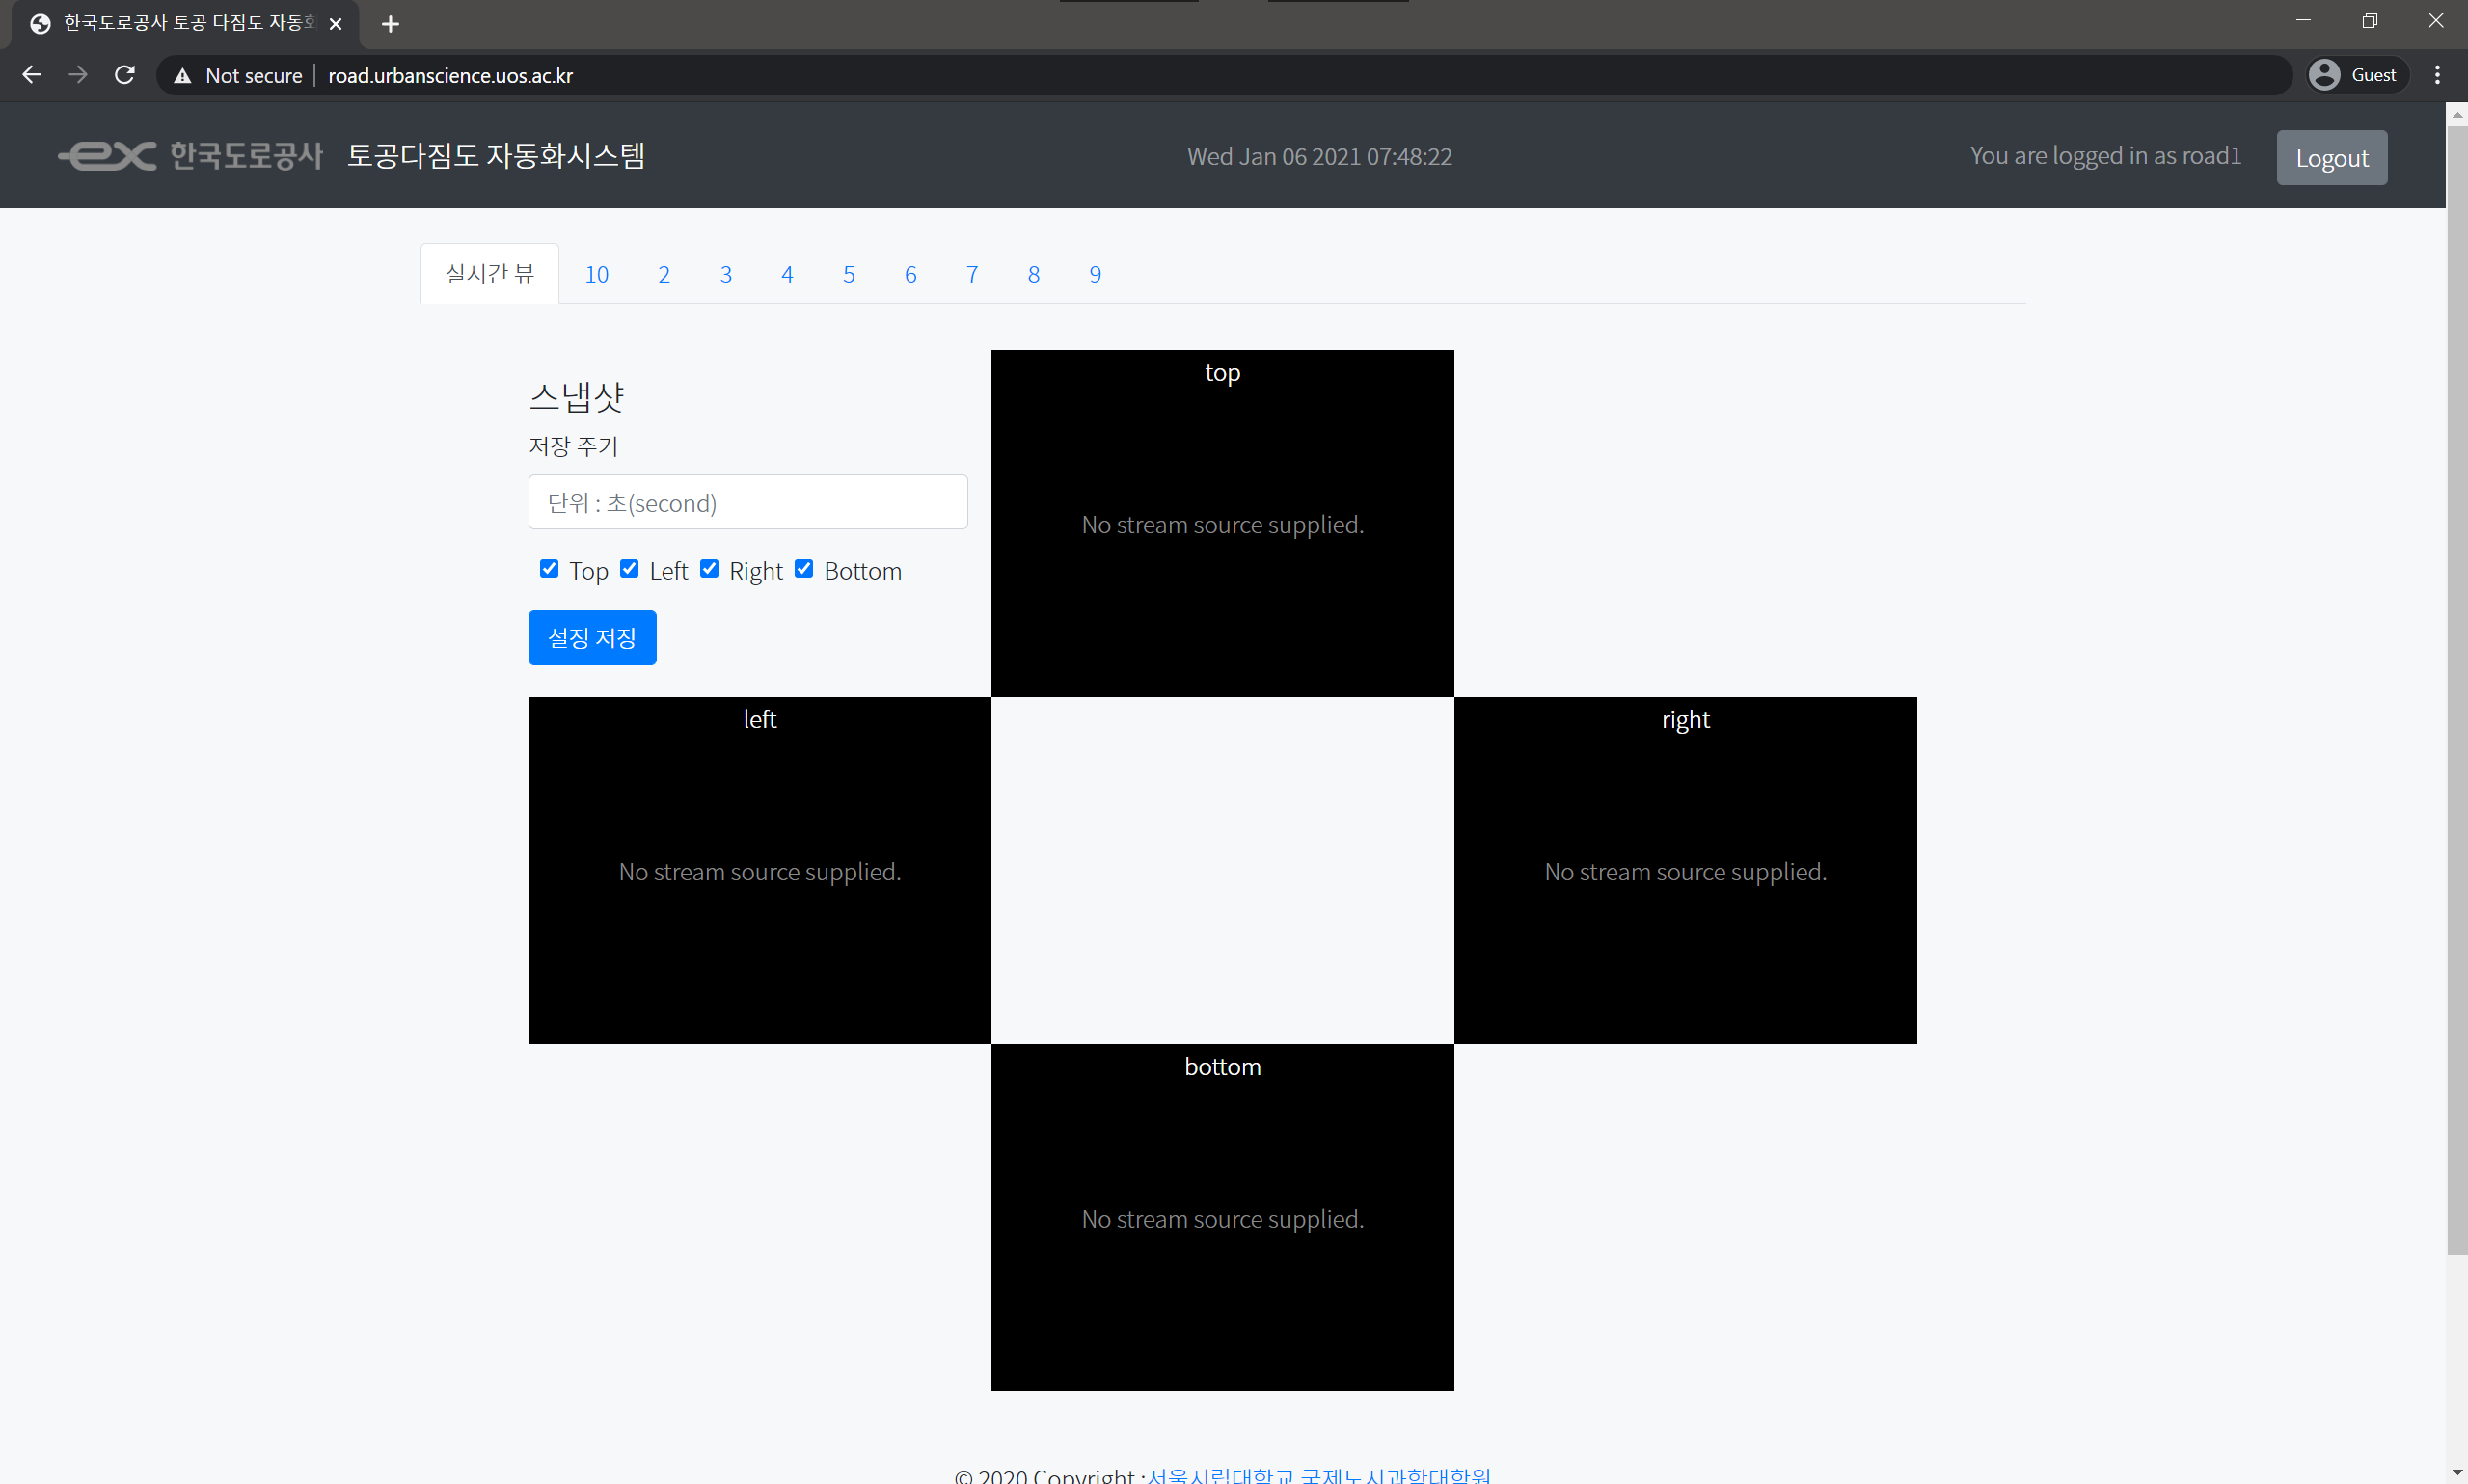 한국도로공사 토공 다짐도 자동화
Not secure road.urbanscience.uos.ac.kr Guest
ex 한국도로공사 토공다짐도 자동화시스템 Wed Jan 06 2021 07:48:22 You are logged in as road1 Logout
실시간 뷰 10 2 3 4 5 6 7 8 9
top
스냅샷
저장 주기
단위 : 초(second)
No stream source supplied.
Top Left Right Bottom
설정 저장
left right
No stream source supplied. No stream source supplied.
bottom
No stream source supplied.
© 2020 Copyright :서울시립대학교 국제도시과학대학원